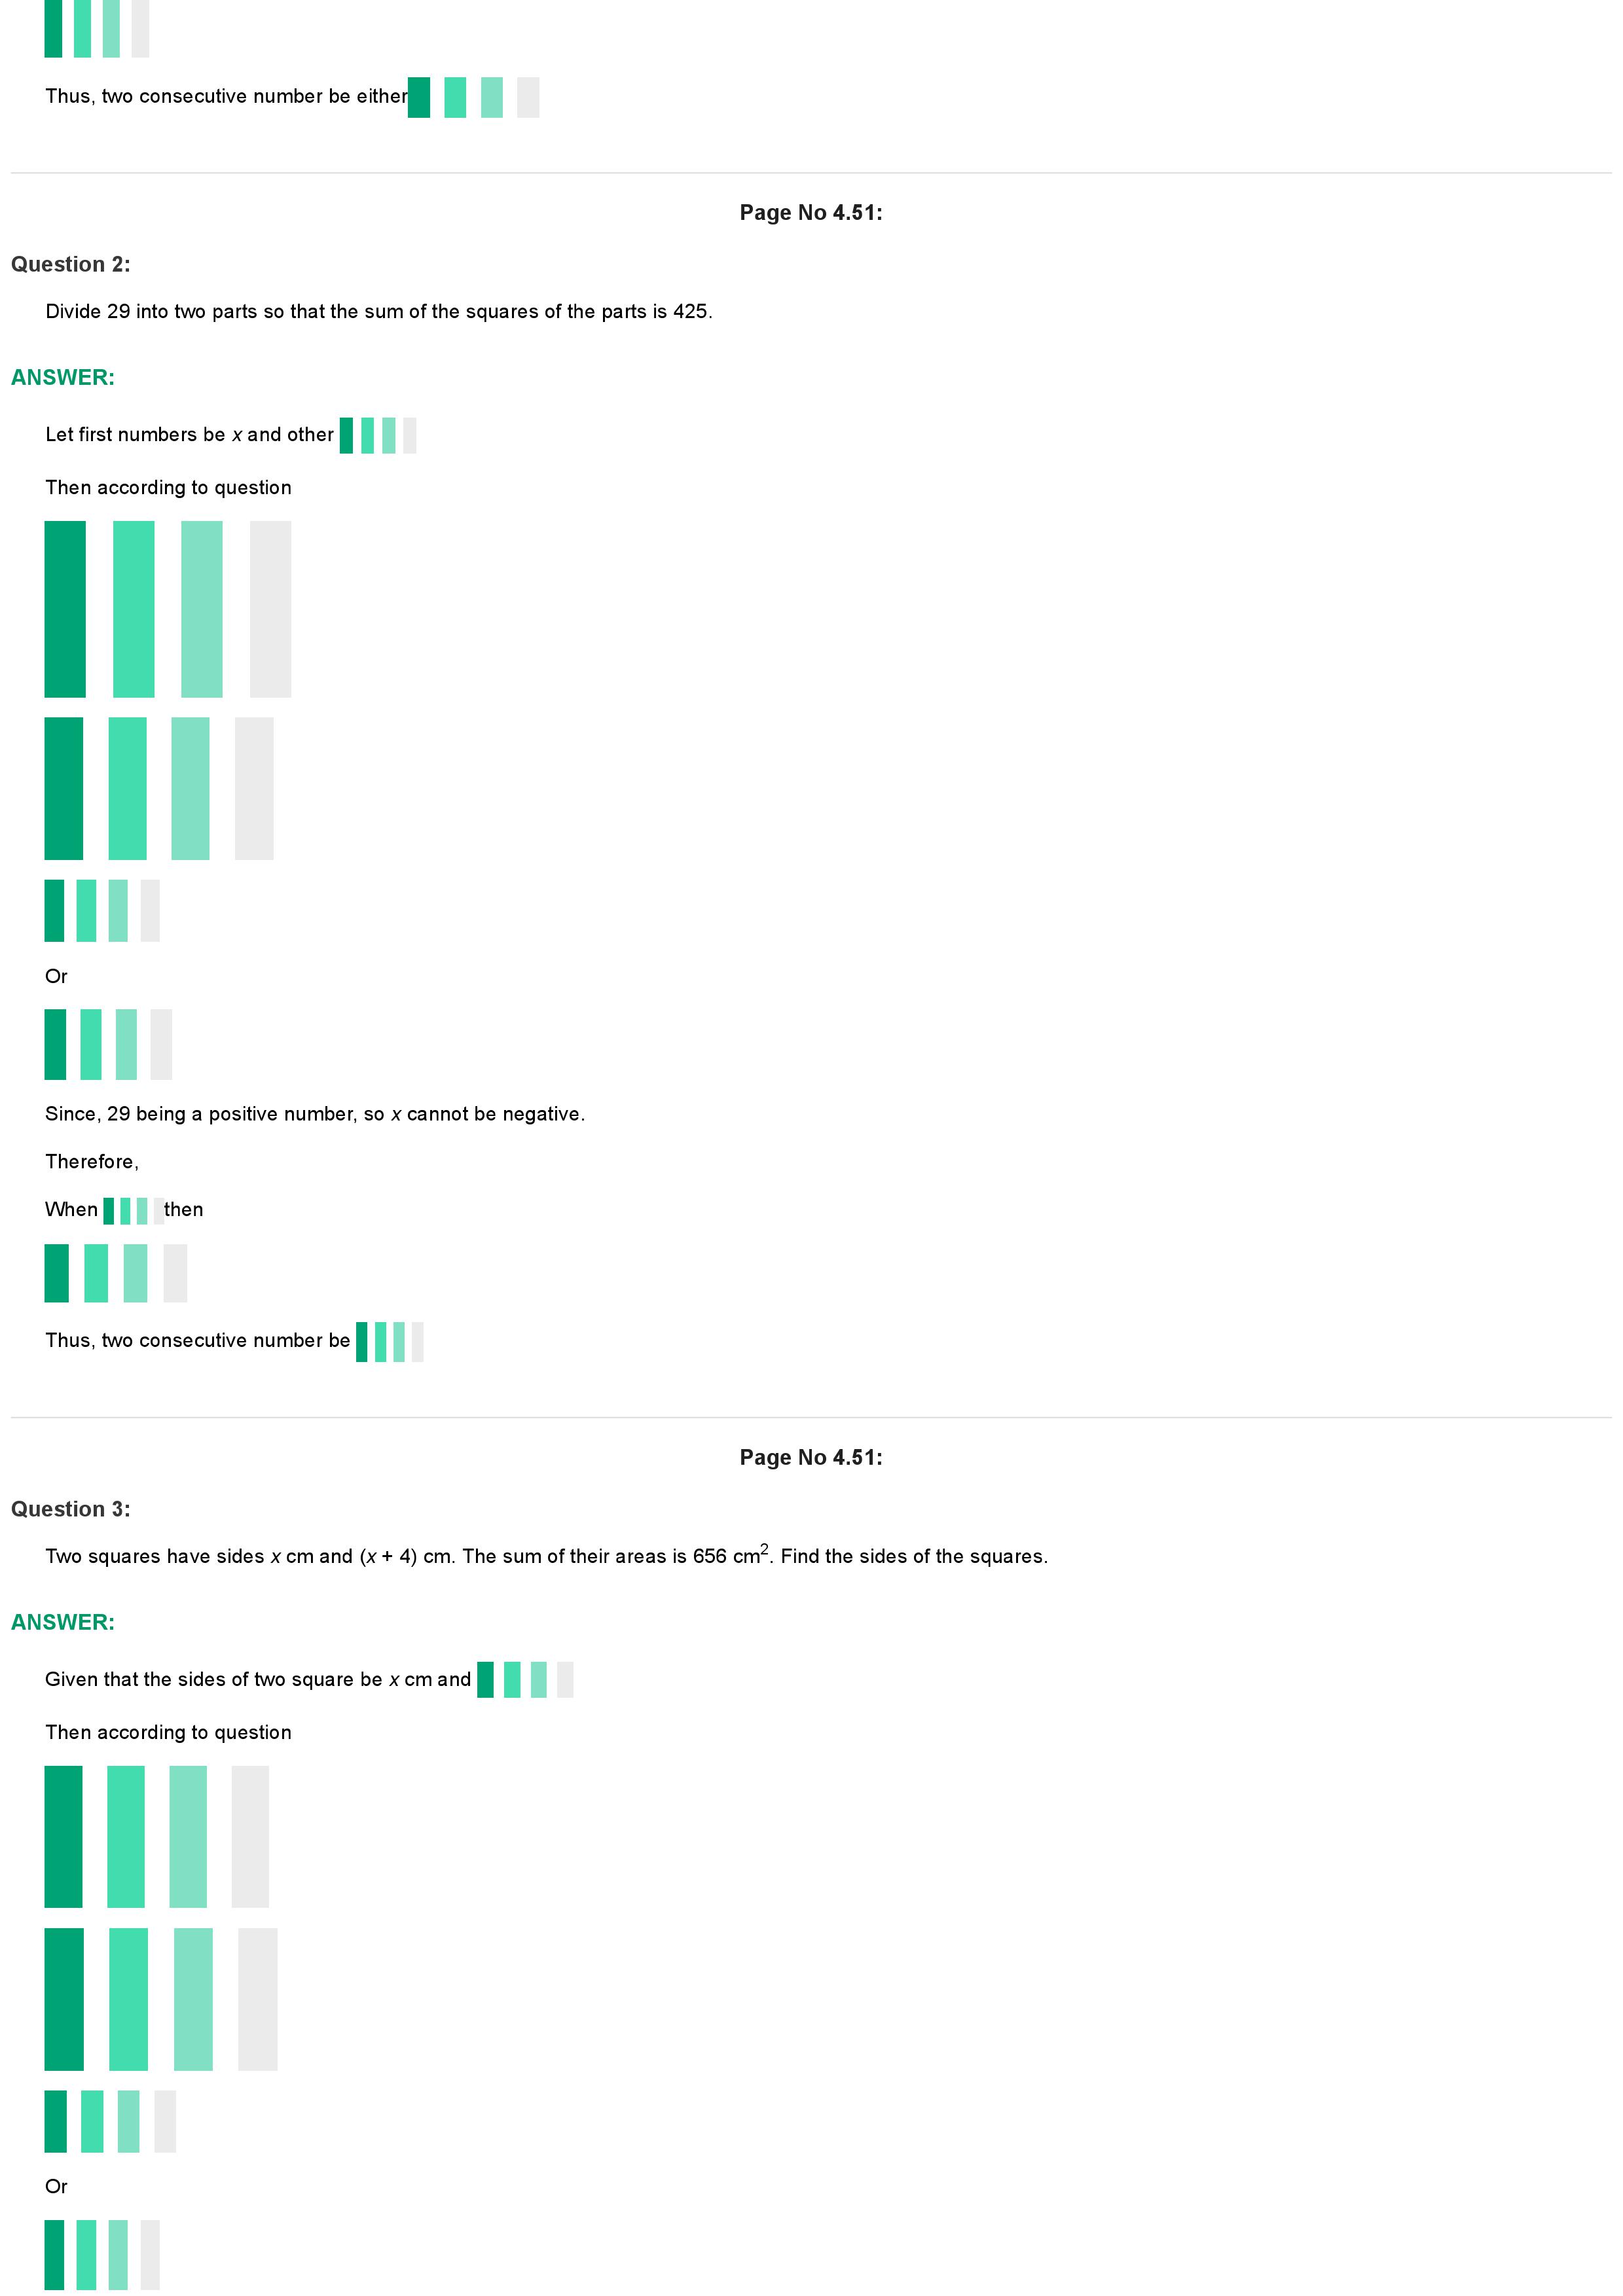 Thus, two consecutive number be either
Page No 4.51:
Question 2:
Divide 29 into two parts so that the sum of the squares of the parts is 425.
ANSWER:
Let first numbers be x and other
Then according to question
Or
Since, 29 being a positive number, so x cannot be negative.
Therefore,
When then
Thus, two consecutive number be
Page No 4.51:
Question 3:
Two squares have sides x cm and (x + 4) cm. The sum of their areas is 656 cm². Find the sides of the squares.
ANSWER:
Given that the sides of two square be x cm and
Then according to question
Or